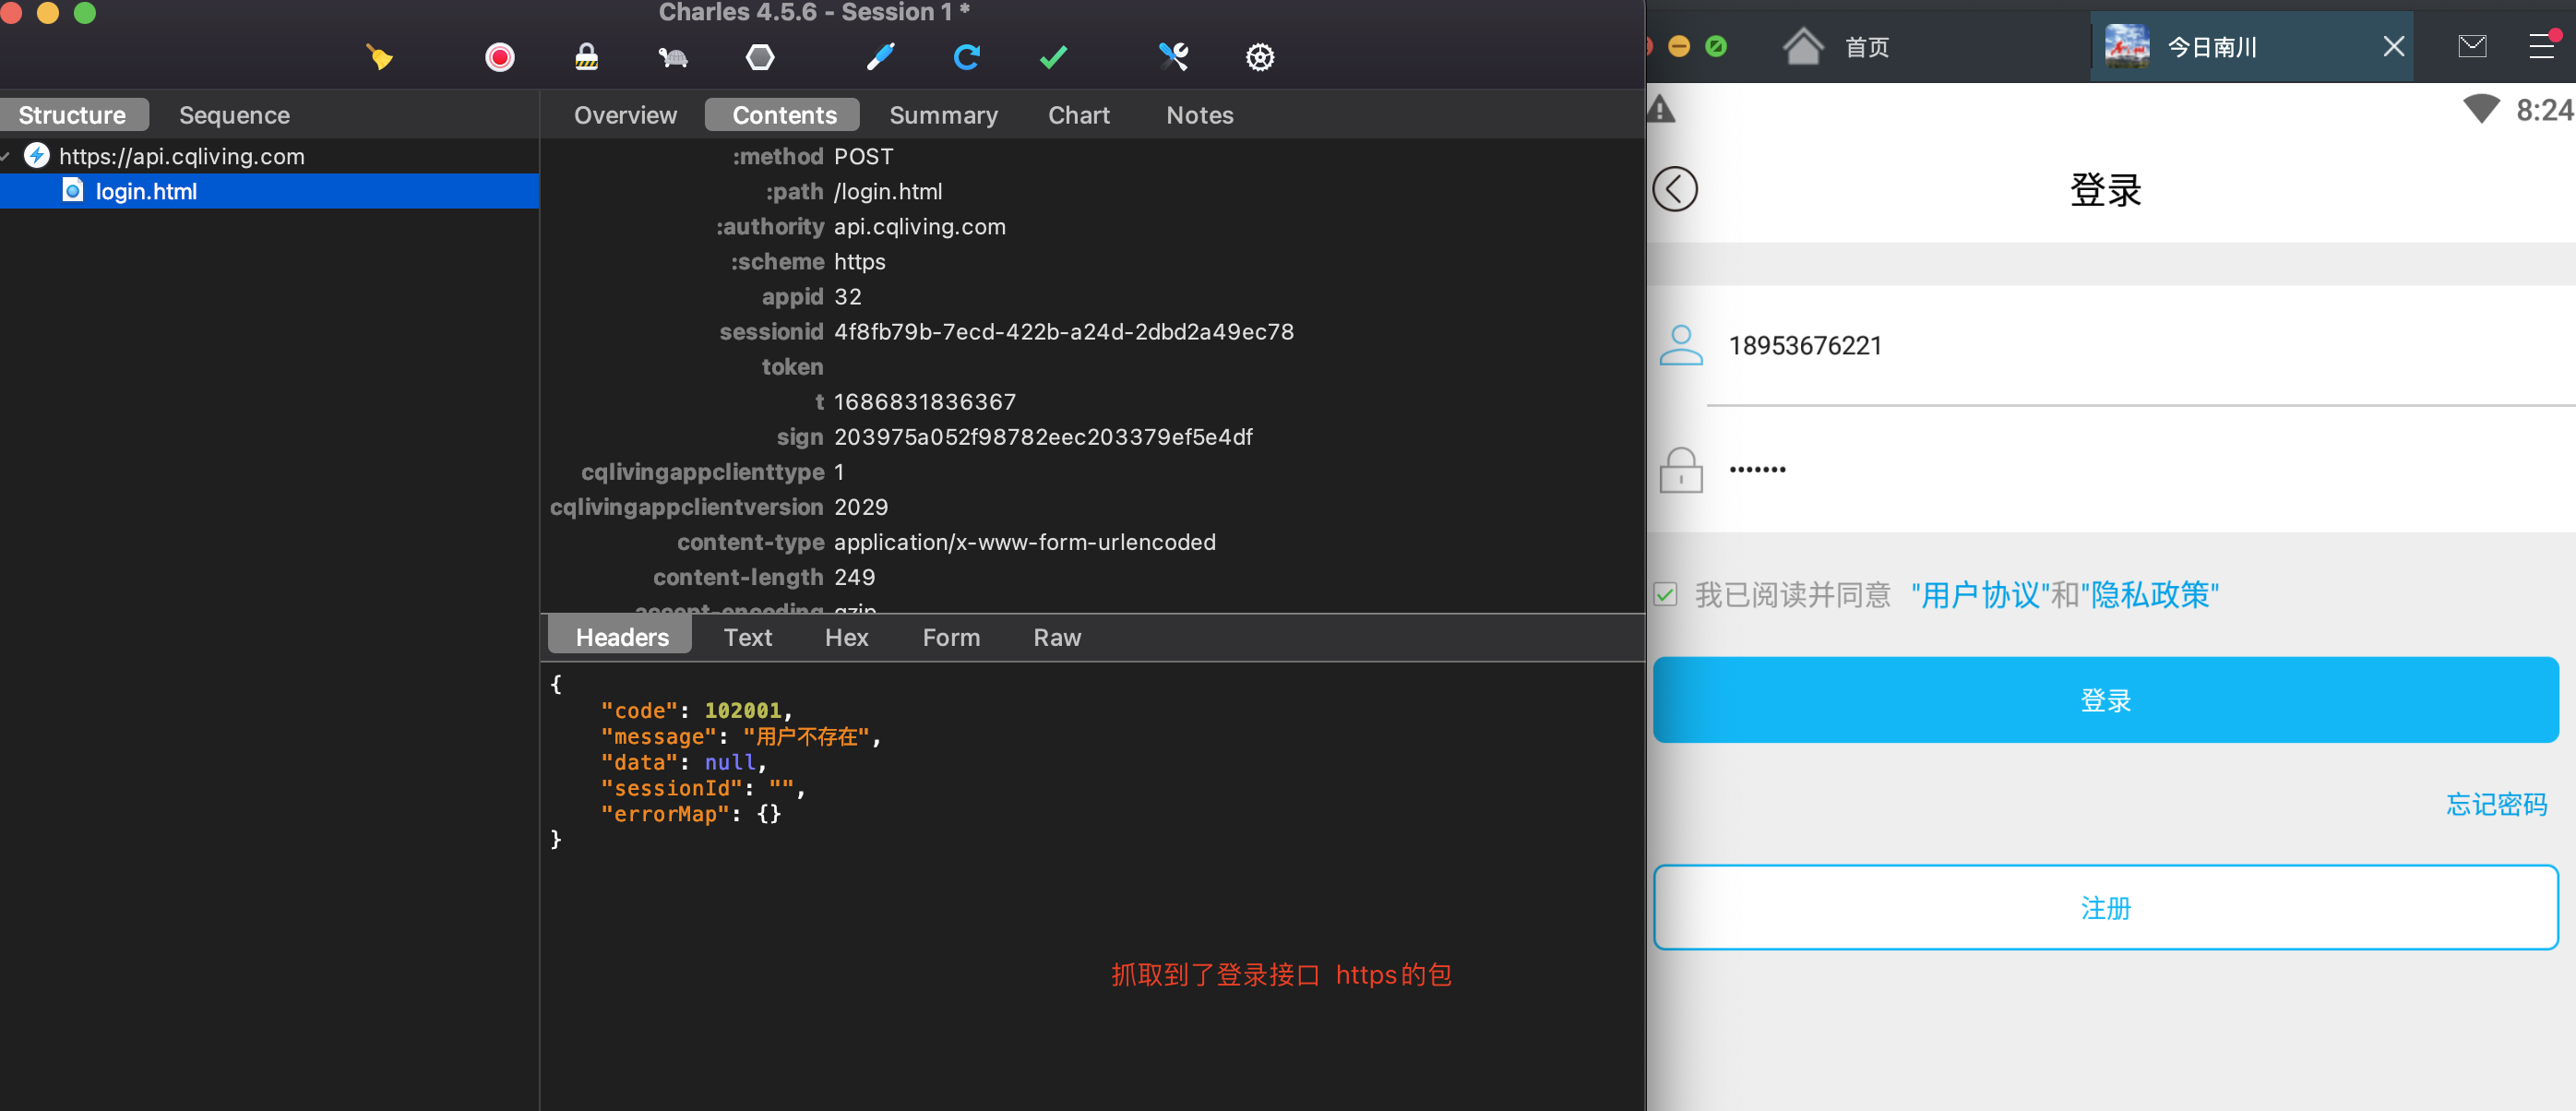 Charles 4.5.6 - Session 1 *
Structure
Sequence
https://api.cqliving.com
login.html
Overview
Contents
Summary
Chart
Notes
:method POST
:path /login.html
:authority api.cqliving.com
:scheme https
appid 32
sessionid 4f8fb79b-7ecd-422b-a24d-2dbd2a49ec78
token
t 1686831836367
sign 203975a052f98782eec203379ef5e4df
cqlivingappclienttype 1
cqlivingappclientversion 2029
content-type application/x-www-form-urlencoded
content-length 249
accept-encoding gzip
Headers
Text
Hex
Form
Raw
{
"code": 102001,
"message": "用户不存在",
"data": null,
"sessionId": "",
"errorMap": {}
}
抓取到了登录接口 https的包
首页
今日南川
8:24
登录
18953676221
•••••••
我已阅读并同意 "用户协议"和"隐私政策"
登录
忘记密码
注册